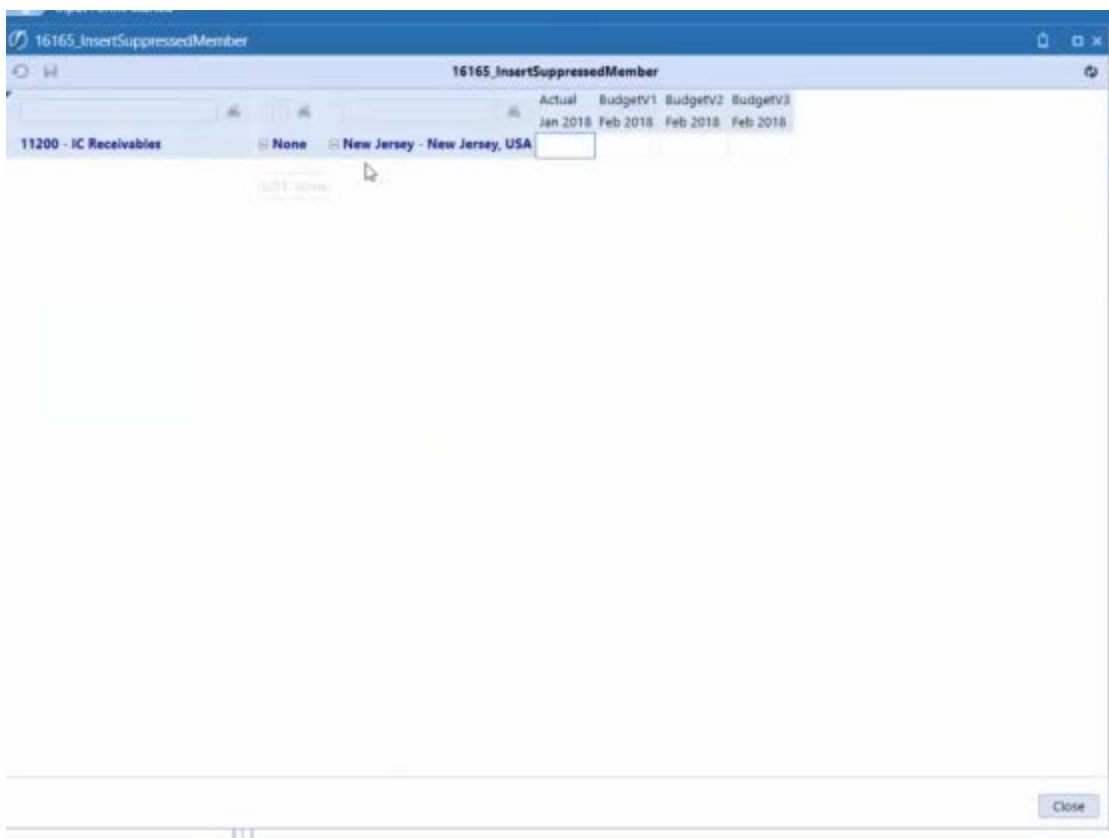 16165_InsertSuppressedMember
16165_InsertSuppressedMember
Actual BudgetV1 BudgetV2 BudgetV3
Jan 2018 Feb 2018 Feb 2018 Feb 2018
11200 - IC Receivables None New Jersey - New Jersey, USA
Close